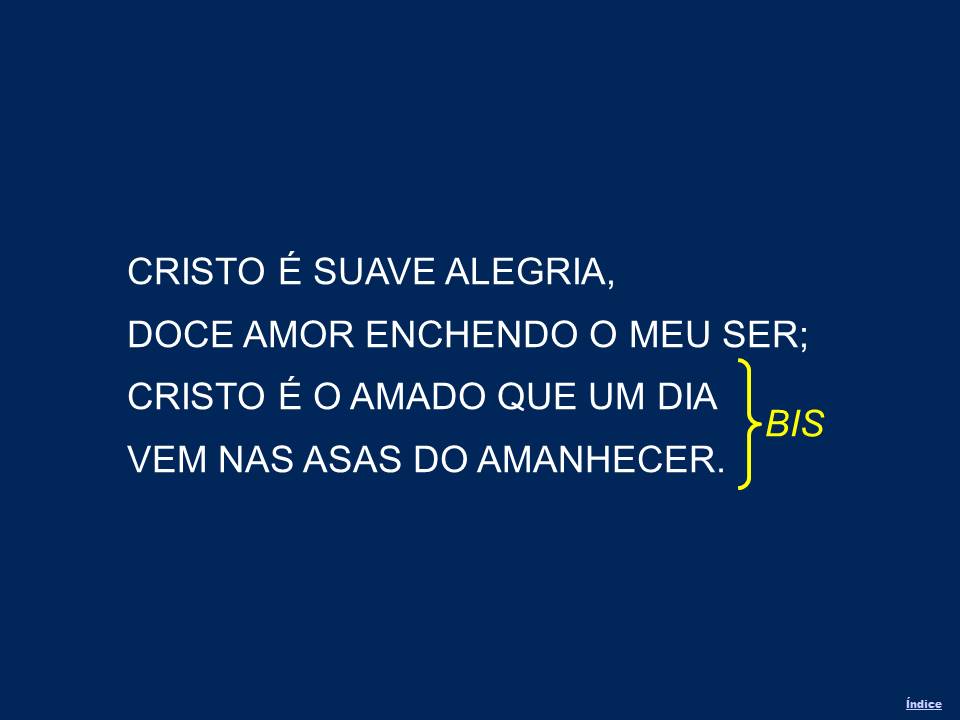 CRISTO É SUAVE ALEGRIA,
DOCE AMOR ENCHENDO O MEU SER;
CRISTO É O AMADO QUE UM DIA
VEM NAS ASAS DO AMANHECER.
BIS
Índice